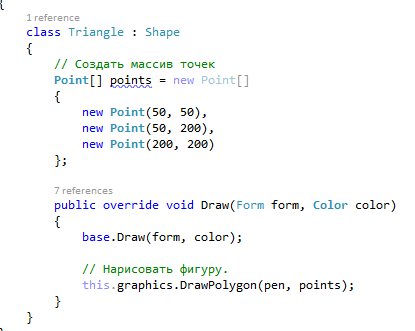 {
1 reference
class Triangle : Shape
{
// Создать массив точек
Point[] points = new Point[]
{
new Point(50, 50),
new Point(50, 200),
new Point(200, 200)
};
7 references
public override void Draw(Form form, Color color)
{
base.Draw(form, color);
// Нарисовать фигуру.
this.graphics.DrawPolygon(pen, points);
}
}
}